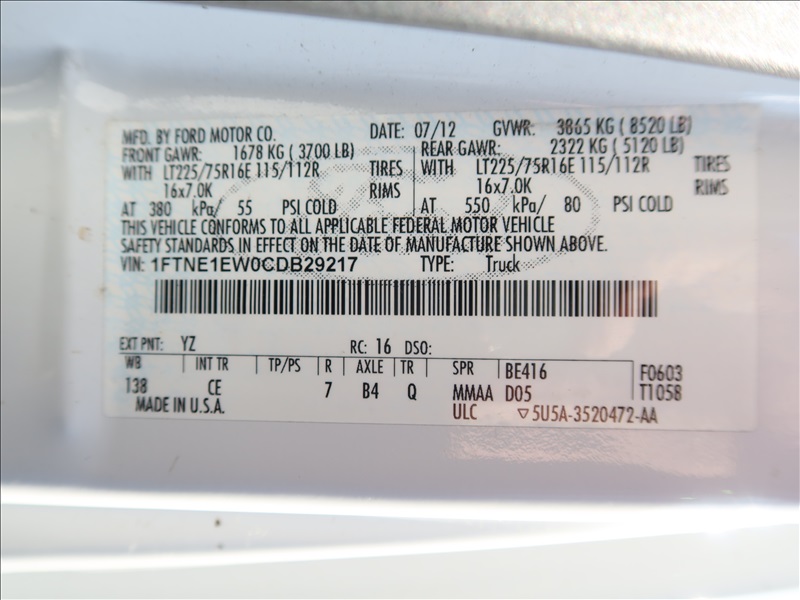 MFD. BY FORD MOTOR CO. DATE: 07/12 GVWR: 3865 KG ( 8520 LB)
FRONT GAWR: 1678 KG ( 3700 LB) REAR GAWR: 2322 KG ( 5120 LB)
WITH LT225/75R16E 115/112R TIRES WITH LT225/75R16E 115/112R TIRES
16x7.0K RIMS 16x7.0K RIMS
AT 380 kPa/ 55 PSI COLD AT 550 kPa/ 80 PSI COLD
THIS VEHICLE CONFORMS TO ALL APPLICABLE FEDERAL MOTOR VEHICLE
SAFETY STANDARDS IN EFFECT ON THE DATE OF MANUFACTURE SHOWN ABOVE.
VIN: 1FTNE1EW0CDB29217 TYPE: Truck
EXT PNT: YZ RC: 16 DSO:
WB INT TR TP/PS R AXLE TR SPR BE416 F0603
138 CE 7 B4 Q MMAA D05 T1058
MADE IN U.S.A. ULC ▽5U5A-3520472-AA